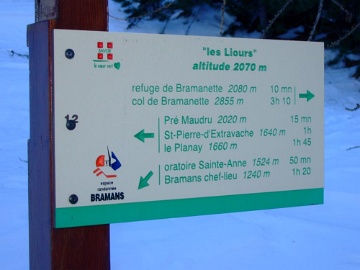 "les Liours"
altitude 2070 m
refuge de Bramanette 2080 m 10 mn
col de Bramanette 2855 m 3h 10
12
Pré Maudru 2020 m 15 mn
St-Pierre-d'Extravache 1640 m 1h
le Planay 1660 m 1h 45
oratoire Sainte-Anne 1524 m 50 mn
Bramans chef-lieu 1240 m 1h 20
BRAMANS